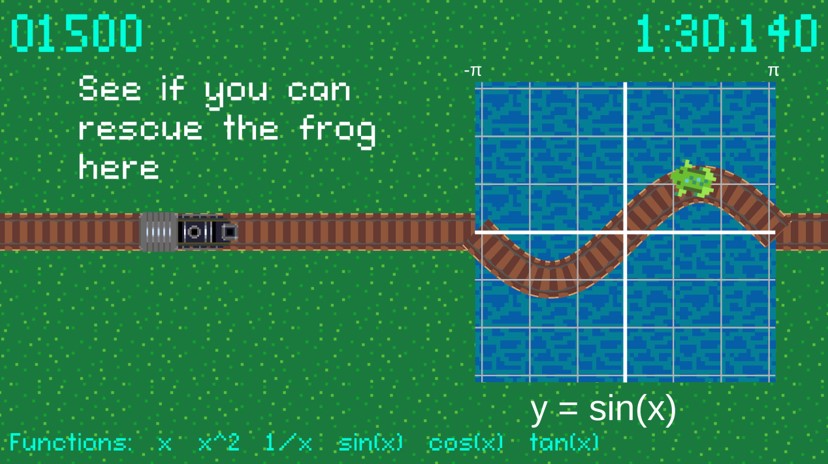 01500 1:30.140
-π π
See if you can
rescue the frog
here
y = sin(x)
Functions: x x^2 1/x sin(x) cos(x) tan(x)